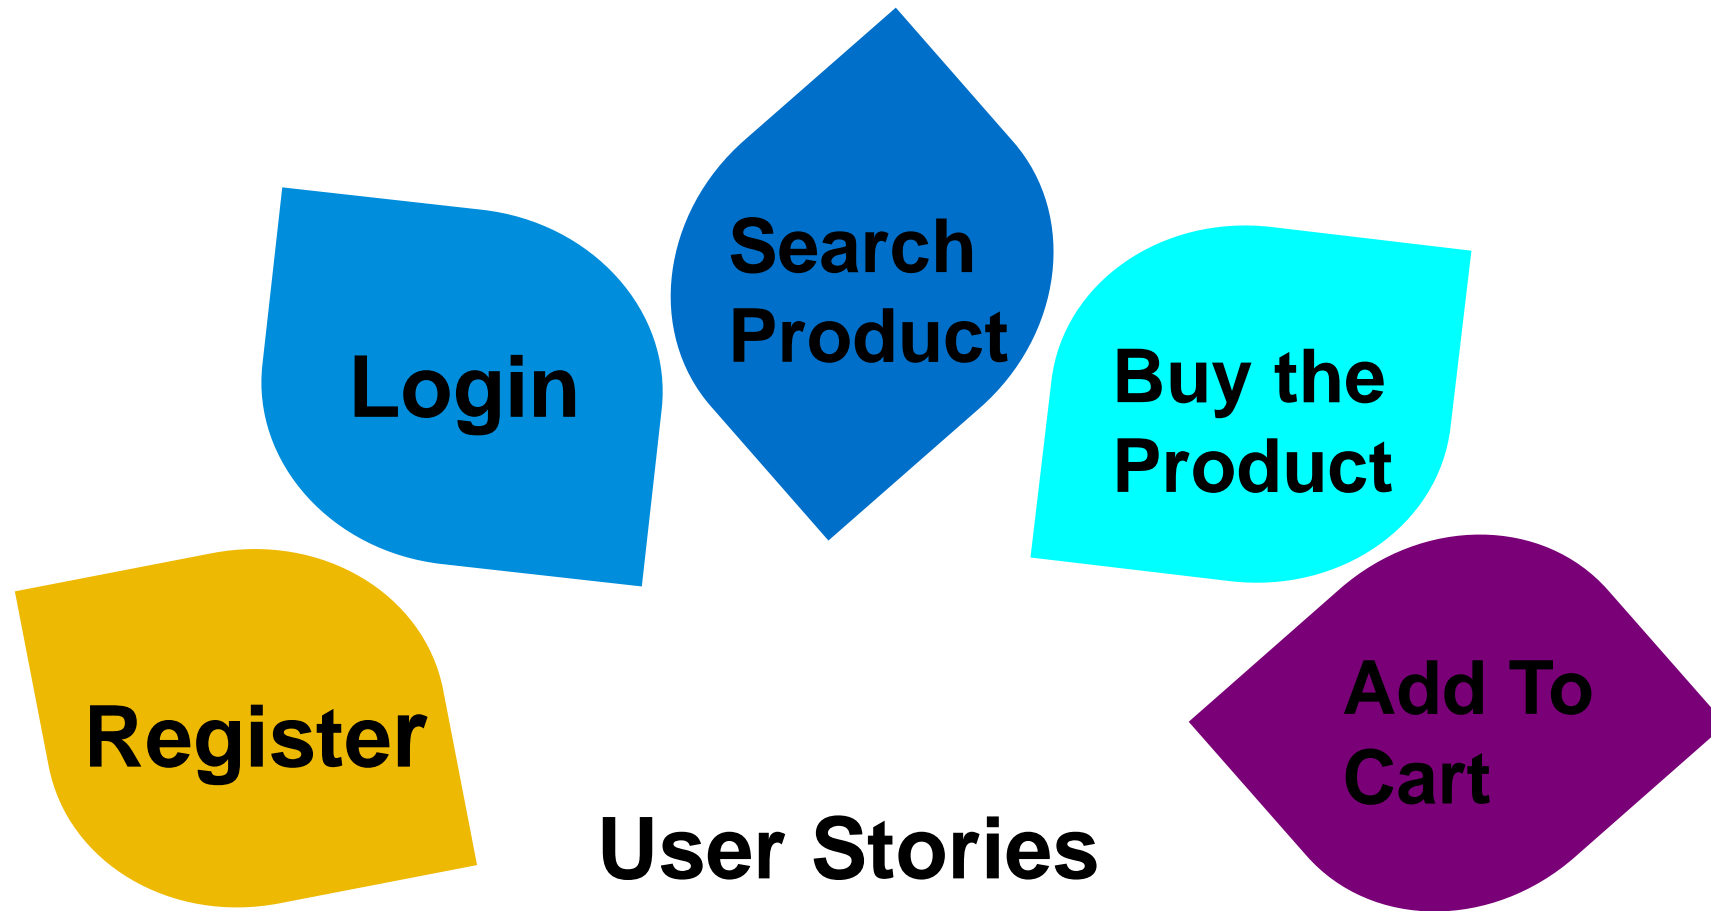 Register
Login
Search
Product
Buy the
Product
Add To
Cart
User Stories